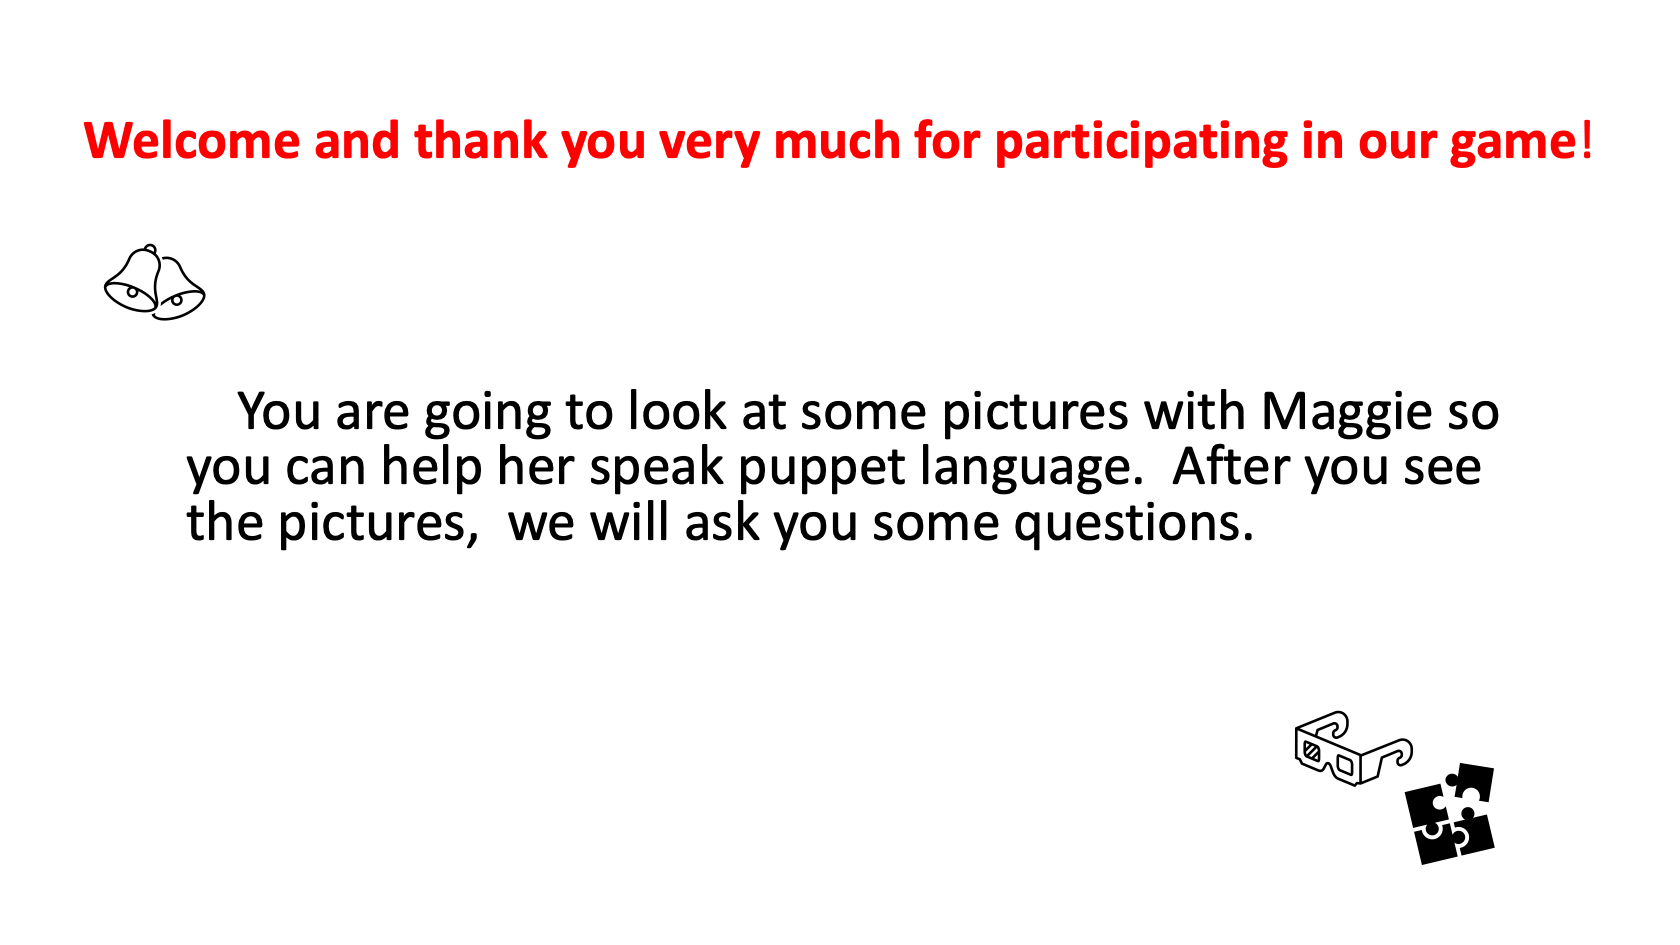 Welcome and thank you very much for participating in our game!
You are going to look at some pictures with Maggie so
you can help her speak puppet language.  After you see
the pictures,  we will ask you some questions.